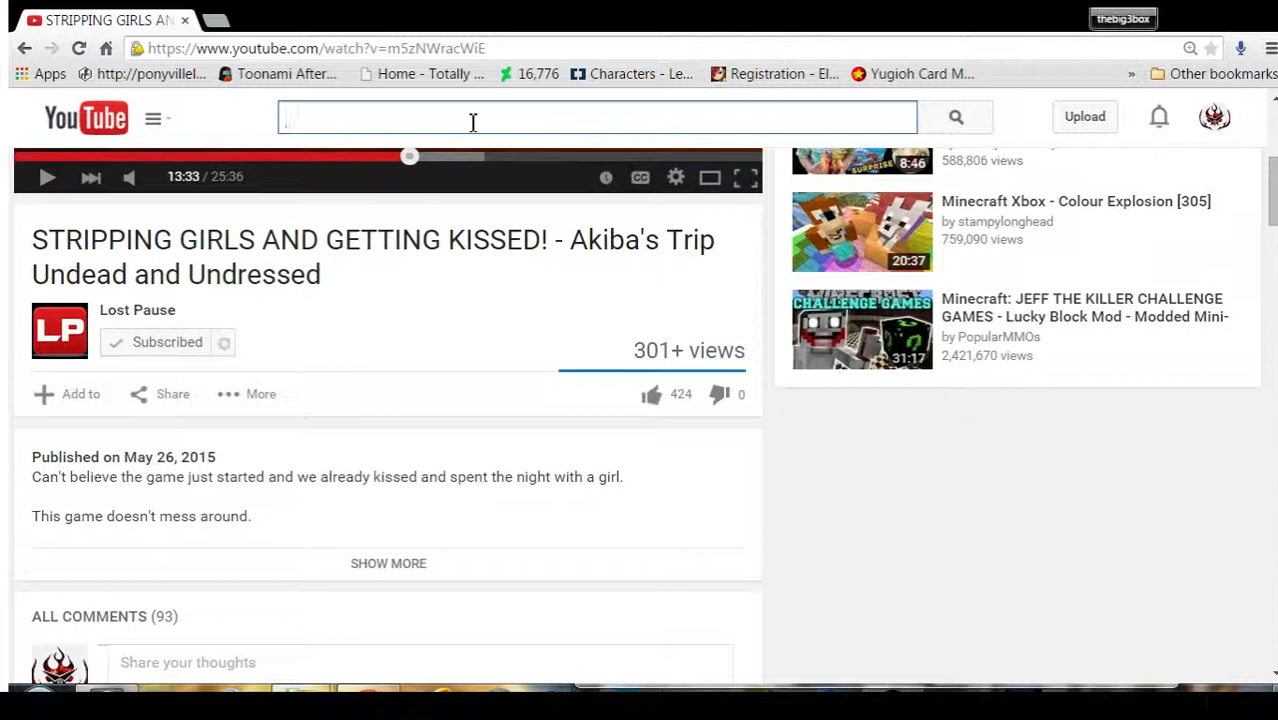 STRIPPING GIRLS AN
thebig3box
https://www.youtube.com/watch?v=m5zNWracWiE
Apps http://ponyvillel... Toonami After... Home - Totally ... 16,776 Characters - Le... Registration - El... Yugioh Card M... » Other bookmarks
YouTube Upload
13:33 / 25:36 CC
8:46 588,806 views
Minecraft Xbox - Colour Explosion [305]
by stampylonghead
759,090 views
20:37
STRIPPING GIRLS AND GETTING KISSED! - Akiba's Trip
Undead and Undressed
LP Lost Pause
Subscribed
301+ views
CHALLENGE GAMES
Minecraft: JEFF THE KILLER CHALLENGE
GAMES - Lucky Block Mod - Modded Mini-
by PopularMMOs
2,421,670 views
31:17
Add to Share More 424 0
Published on May 26, 2015
Can't believe the game just started and we already kissed and spent the night with a girl.
This game doesn't mess around.
SHOW MORE
ALL COMMENTS (93)
Share your thoughts